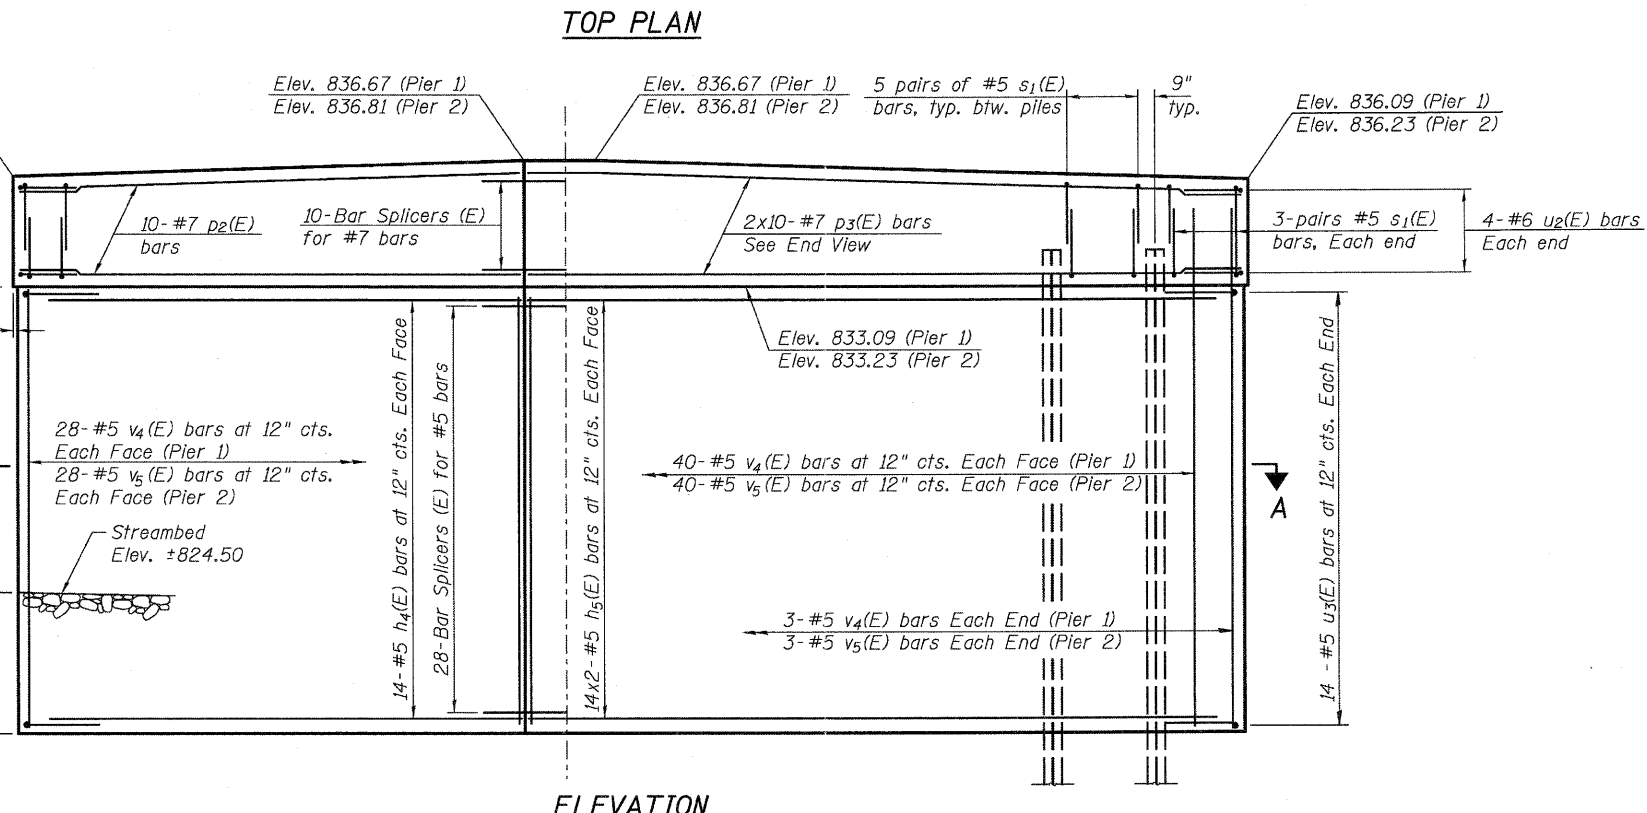 TOP PLAN
Elev. 836.67 (Pier 1)
Elev. 836.81 (Pier 2)
Elev. 836.67 (Pier 1)
Elev. 836.81 (Pier 2)
5 pairs of #5 s1(E)
bars, typ. btw. piles
9"
typ.
Elev. 836.09 (Pier 1)
Elev. 836.23 (Pier 2)
10-#7 p2(E)
bars
10-Bar Splicers (E)
for #7 bars
2x10-#7 p3(E) bars
See End View
3-pairs #5 s1(E)
bars, Each end
4-#6 u2(E) bars
Each end
Elev. 833.09 (Pier 1)
Elev. 833.23 (Pier 2)
28-#5 v4(E) bars at 12" cts.
Each Face (Pier 1)
28-#5 v5(E) bars at 12" cts.
Each Face (Pier 2)
Streambed
Elev. ±824.50
14-#5 h4(E) bars at 12" cts. Each Face
28-Bar Splicers (E) for #5 bars
14x2-#5 h5(E) bars at 12" cts. Each Face
40-#5 v4(E) bars at 12" cts. Each Face (Pier 1)
40-#5 v5(E) bars at 12" cts. Each Face (Pier 2)
3-#5 v4(E) bars Each End (Pier 1)
3-#5 v5(E) bars Each End (Pier 2)
14 - #5 u3(E) bars at 12" cts. Each End
A
ELEVATION